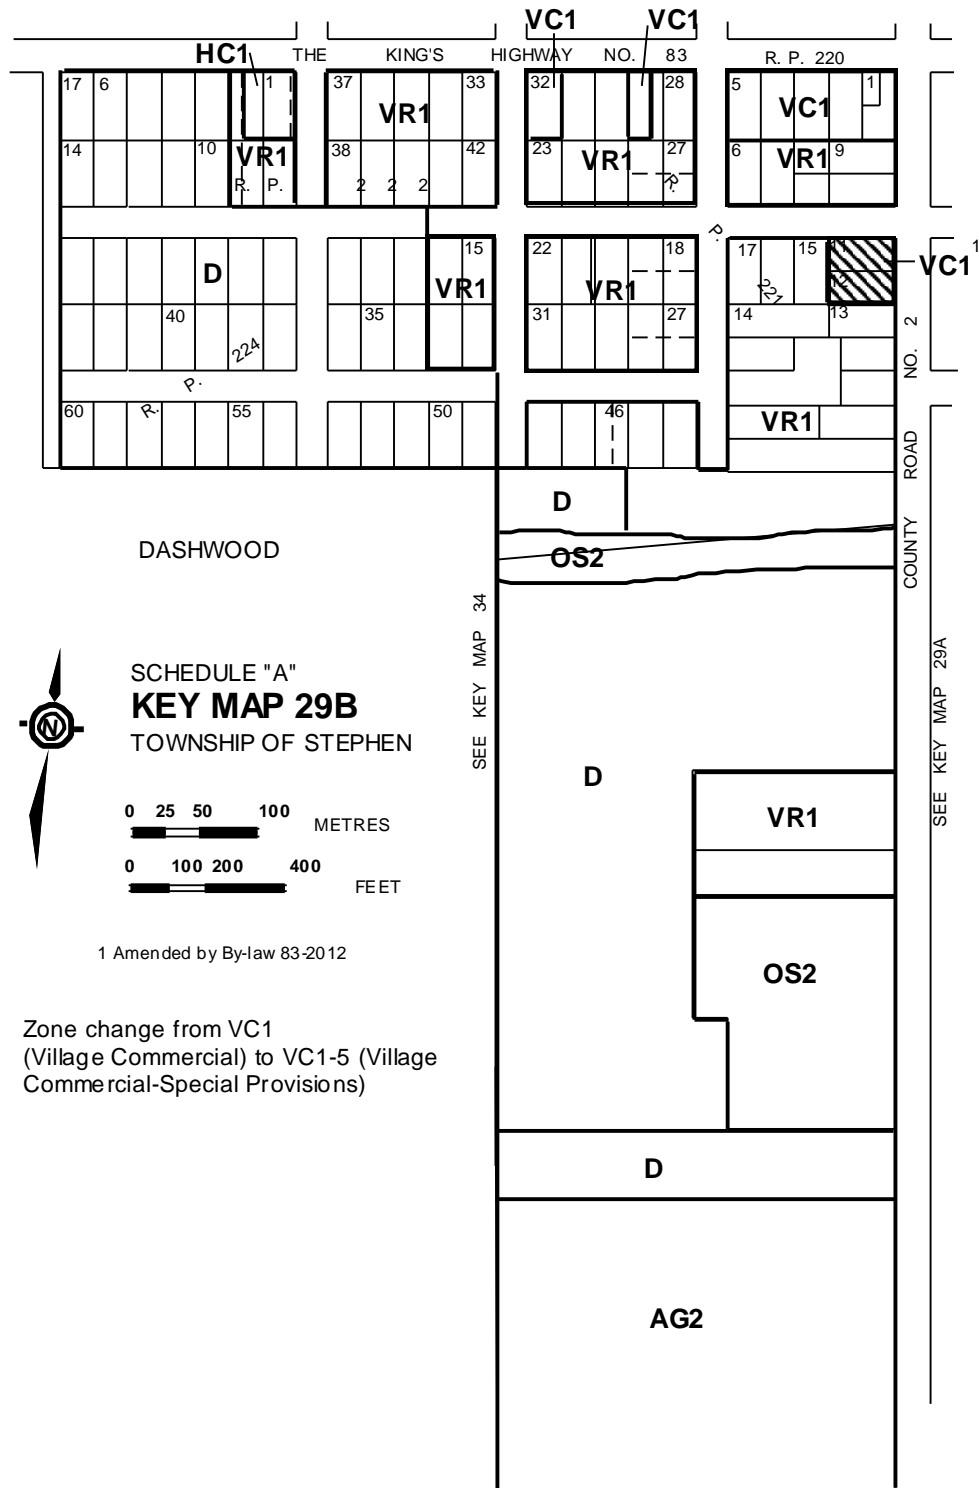 VC1 VC1
HC1 THE KING'S HIGHWAY NO. 83 R. P. 220
17 6 1 37 33 32 28 5 1
VR1 VC1
14 10 VR1 38 42 23 VR1 27 6 VR1 9
R. P. 2 2 2 R.
P.
15 22 18 17 15 11 VC1 1
D VR1 VR1 221 12
40 35 31 27 14 13
224
R. P.
60 55 50 46 VR1
COUNTY ROAD NO. 2
D
DASHWOOD
OS2
SEE KEY MAP 34
SEE KEY MAP 29A
N
SCHEDULE "A"
KEY MAP 29B
TOWNSHIP OF STEPHEN
D
0 25 50 100
METRES
0 100 200 400
FEET
VR1
1 Amended by By-law 83-2012
OS2
Zone change from VC1
(Village Commercial) to VC1-5 (Village
Commercial-Special Provisions)
D
AG2